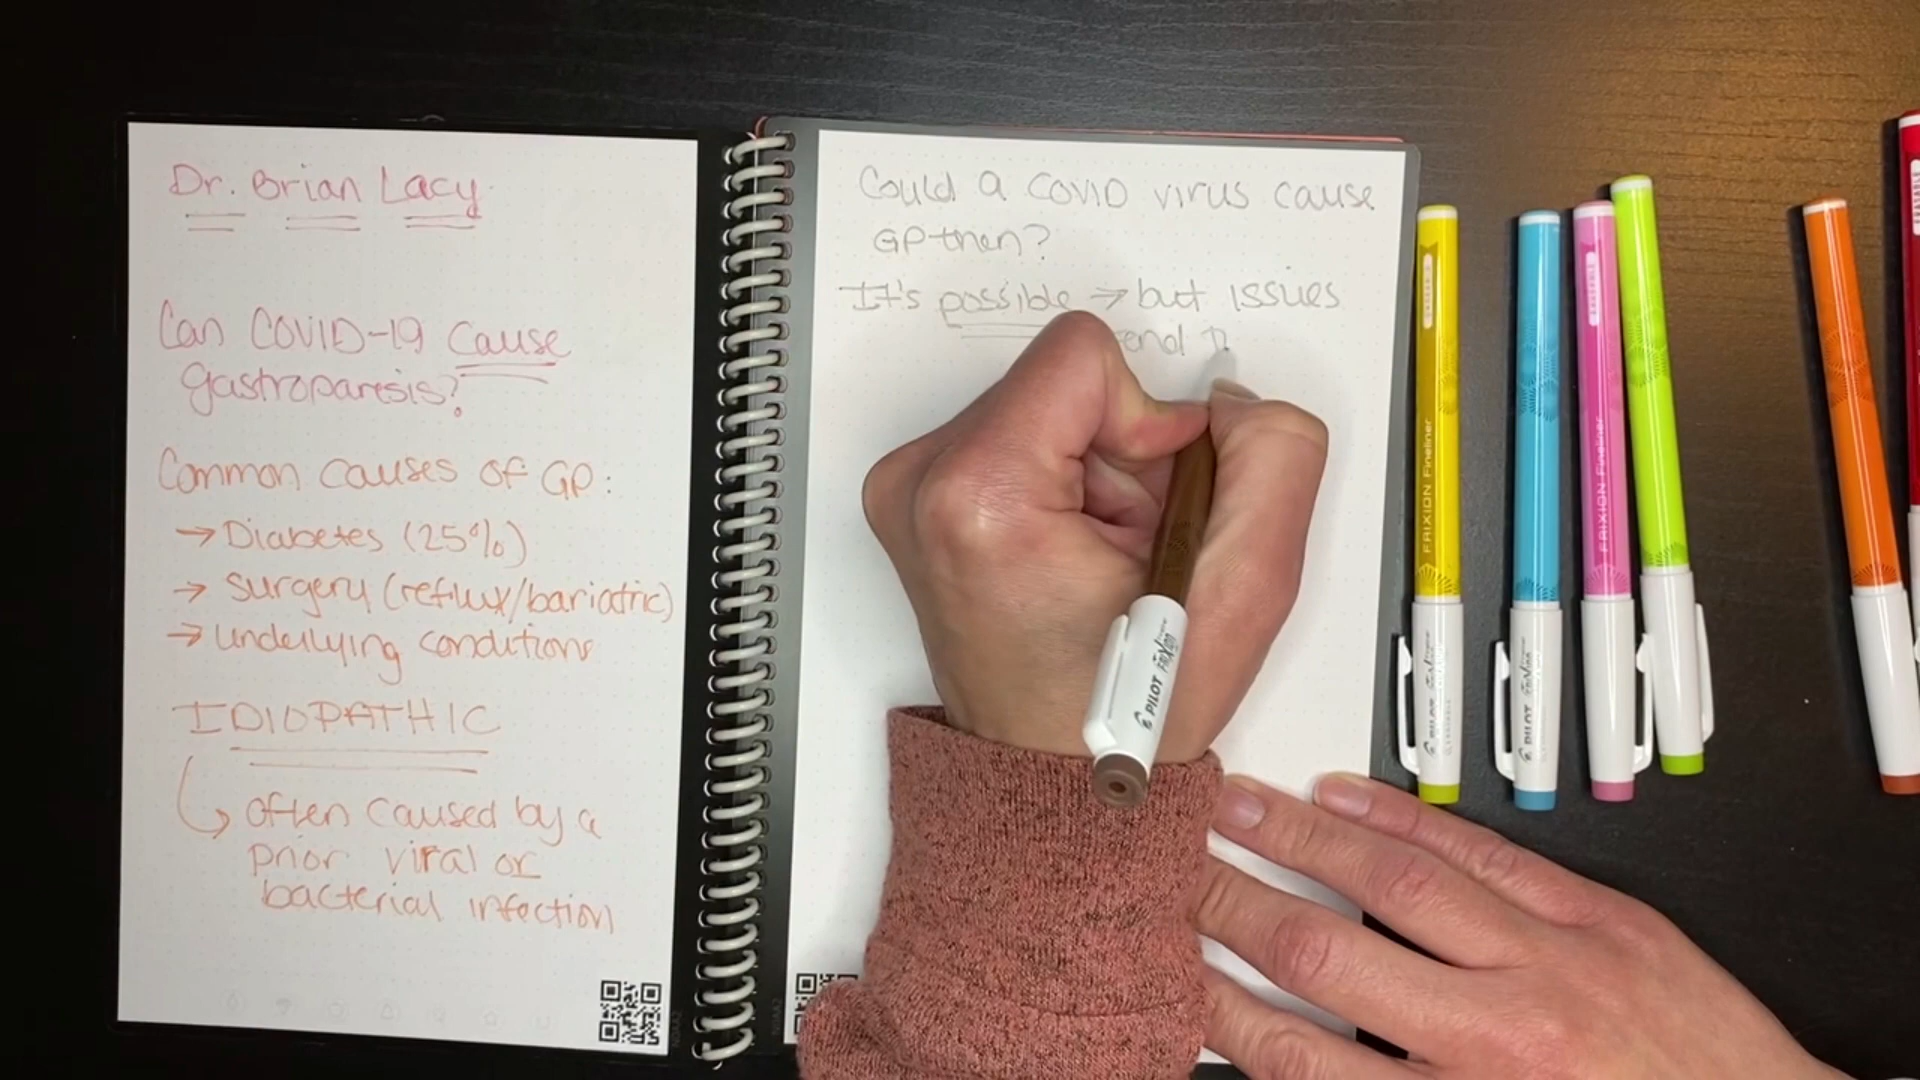 Dr. Brian Lacy
Can COVID-19 cause
gastroparesis?
Common causes of GP:
→ Diabetes (25%)
→ surgery (reflux/bariatric)
→ underlying conditions
IDIOPATHIC
often caused by a
prior viral or
bacterial infection
Could a COVID virus cause
GP then?
It's possible → but issues
FRIXION Fineliner
FRIXION Fineliner
PILOT FriXion
PILOT
PILOT